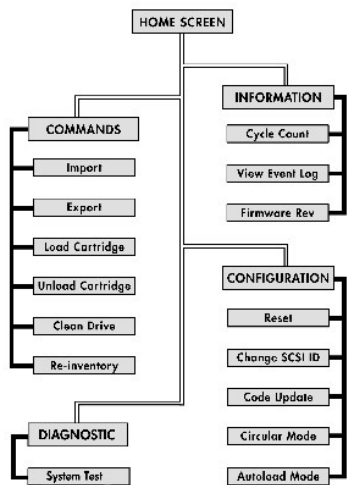 HOME SCREEN
INFORMATION
Cycle Count
View Event Log
Firmware Rev
COMMANDS
Import
Export
Load Cartridge
Unload Cartridge
Clean Drive
Re-inventory
CONFIGURATION
Reset
Change SCSI ID
Code Update
Circular Mode
Autoload Mode
DIAGNOSTIC
System Test